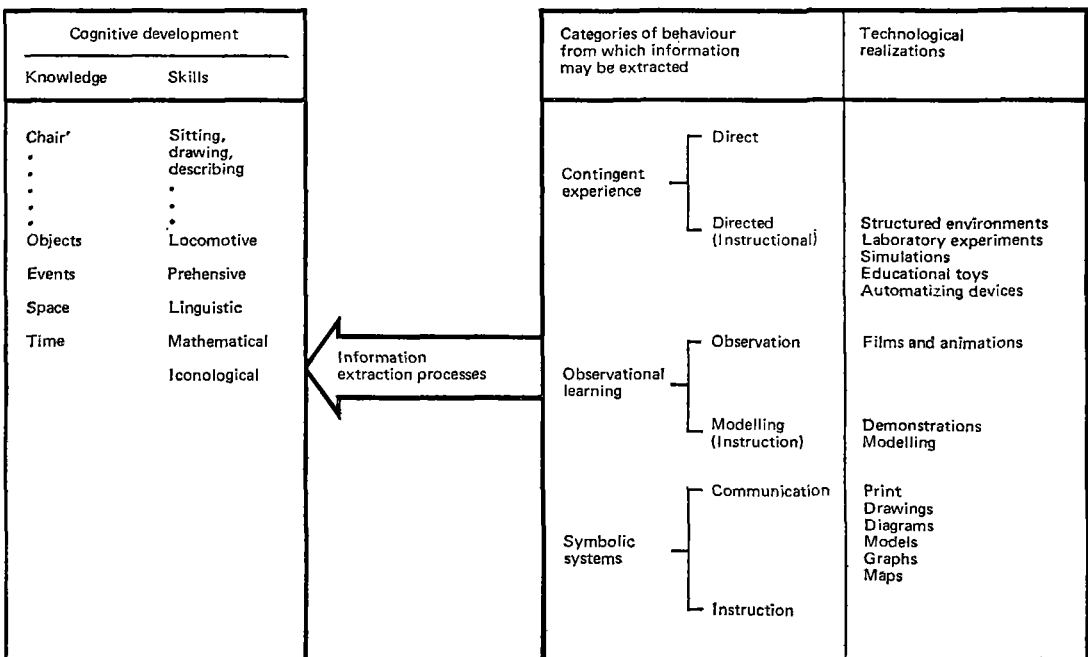 Cognitive development
Knowledge Skills
Chair'
Sitting,
drawing,
describing
Objects Locomotive
Events Prehensive
Space Linguistic
Time Mathematical
Iconological
Information
extraction processes
Categories of behaviour
from which information
may be extracted
Technological
realizations
Direct
Contingent
experience
Directed
(Instructional)
Structured environments
Laboratory experiments
Simulations
Educational toys
Automatizing devices
Observation
Films and animations
Observational
learning
Modelling
(Instruction)
Demonstrations
Modelling
Communication
Print
Drawings
Diagrams
Models
Graphs
Maps
Symbolic
systems
Instruction